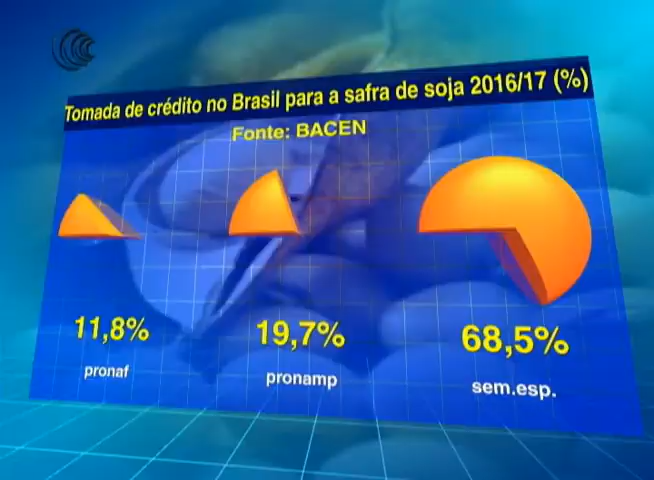 Tomada de crédito no Brasil para a safra de soja 2016/17 (%)
Fonte: BACEN
11,8% 19,7% 68,5%
pronaf pronamp sem.esp.